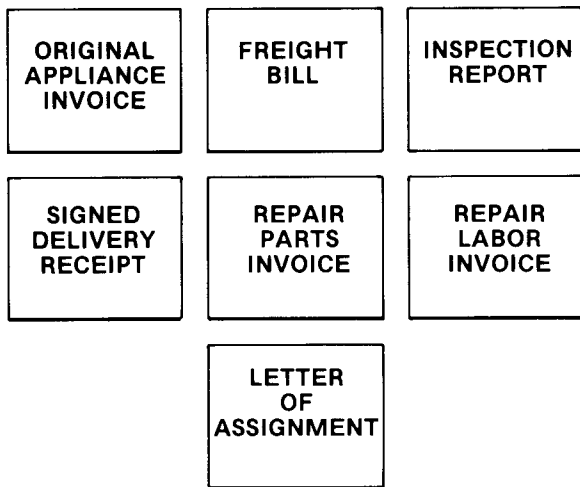 ORIGINAL
APPLIANCE
INVOICE
FREIGHT
BILL
INSPECTION
REPORT
SIGNED
DELIVERY
RECEIPT
REPAIR
PARTS
INVOICE
REPAIR
LABOR
INVOICE
LETTER
OF
ASSIGNMENT